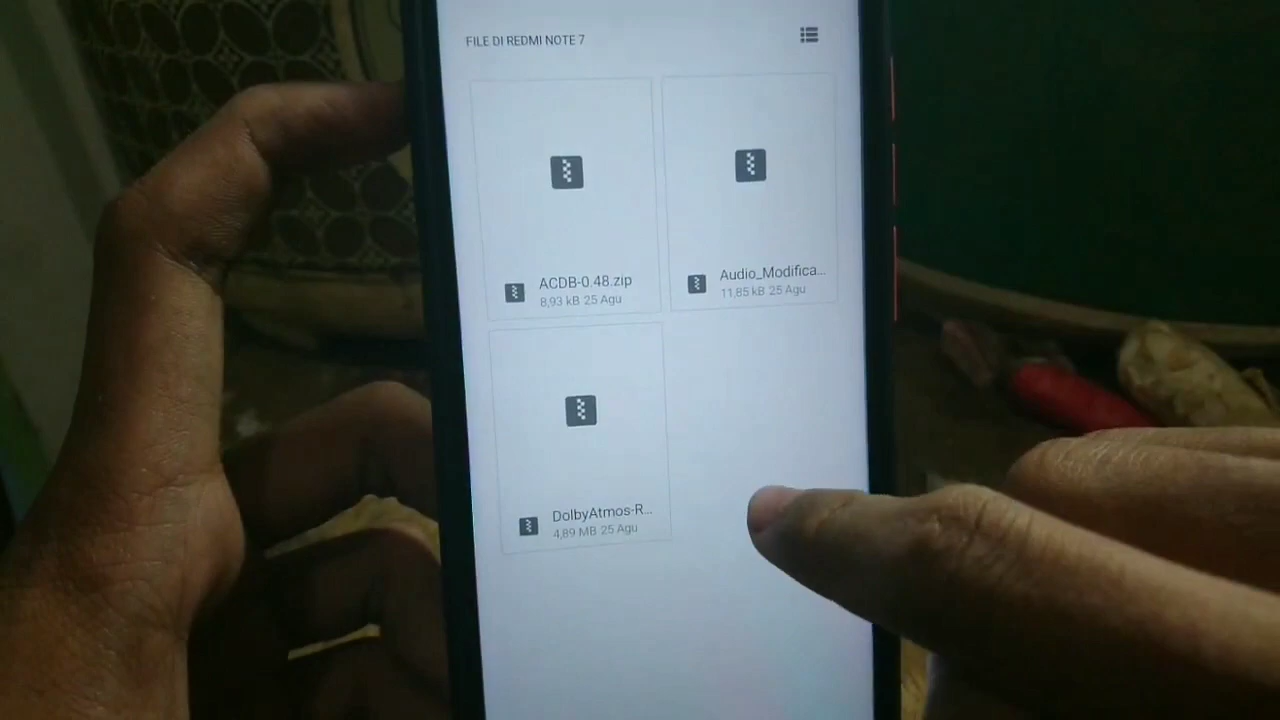 FILE DI REDMI NOTE 7
ACDB-0.48.zip
8,93 kB 25 Agu
Audio_Modifica...
11,85 kB 25 Agu
DolbyAtmos-R...
4,89 MB 25 Agu